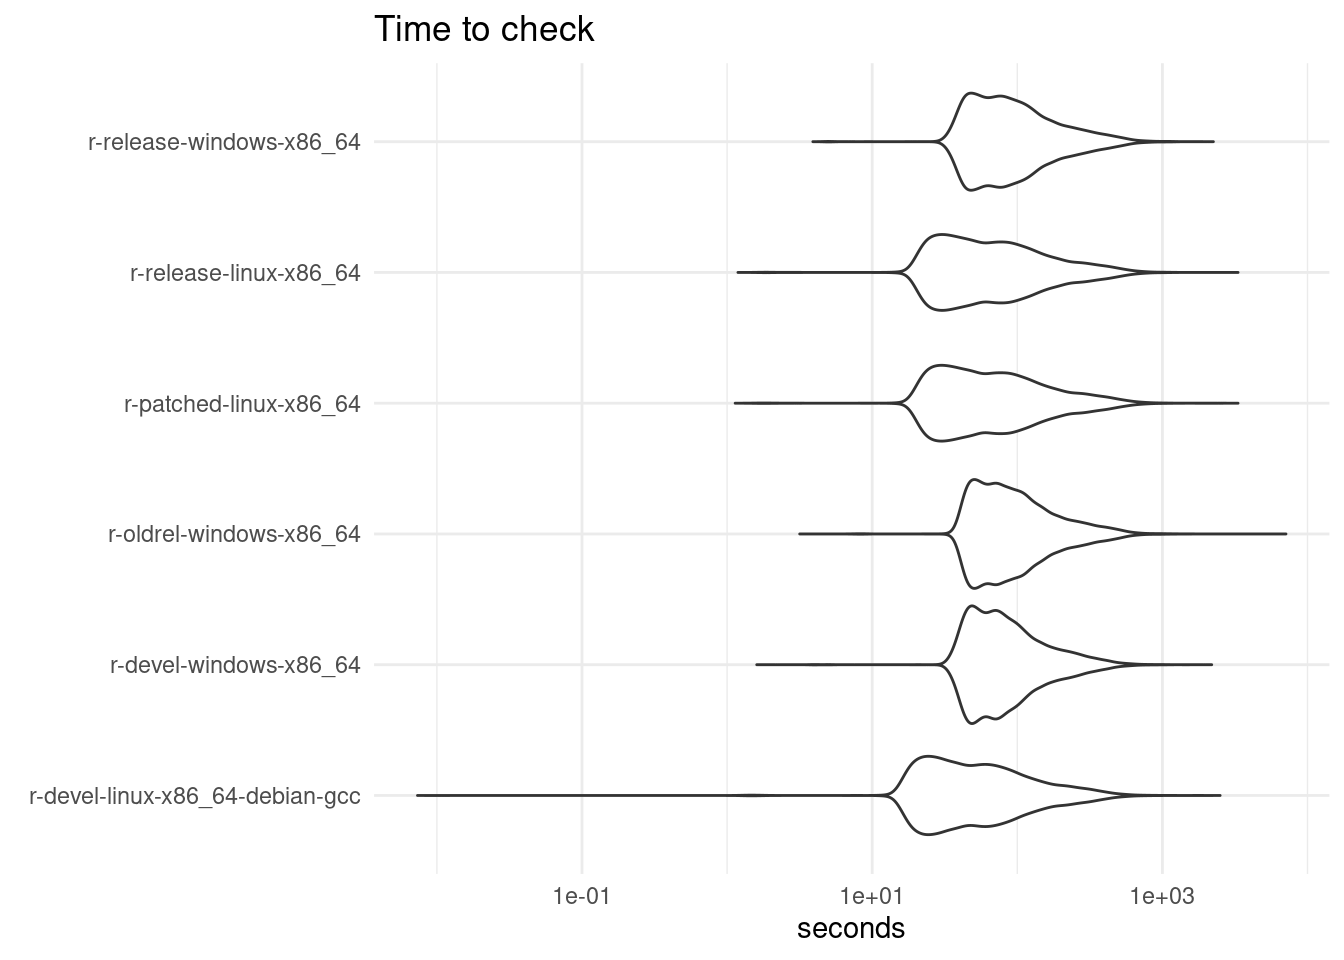 Time to check
r-release-windows-x86_64
r-release-linux-x86_64
r-patched-linux-x86_64
r-oldrel-windows-x86_64
r-devel-windows-x86_64
r-devel-linux-x86_64-debian-gcc
1e-01 1e+01 1e+03
seconds